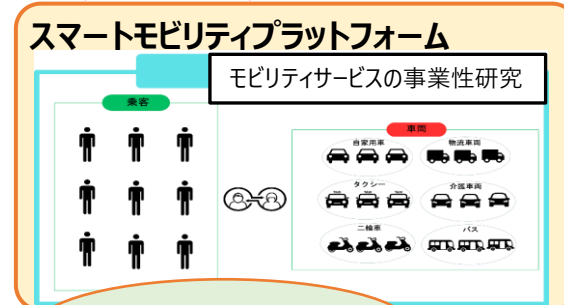 スマートモビリティプラットフォーム
モビリティサービスの事業性研究
乗客
車両
自家用車
物流車両
タクシー
介護車両
二輪車
バス